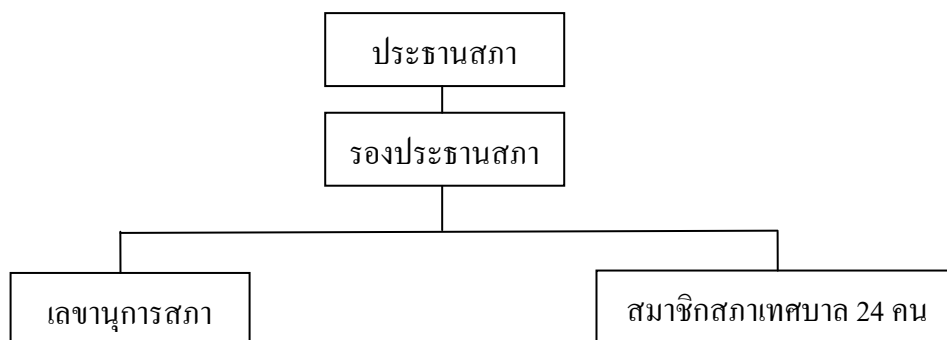 ประธานสภา
รองประธานสภา
เลขานุการสภา
สมาชิกสภาเทศบาล 24 คน